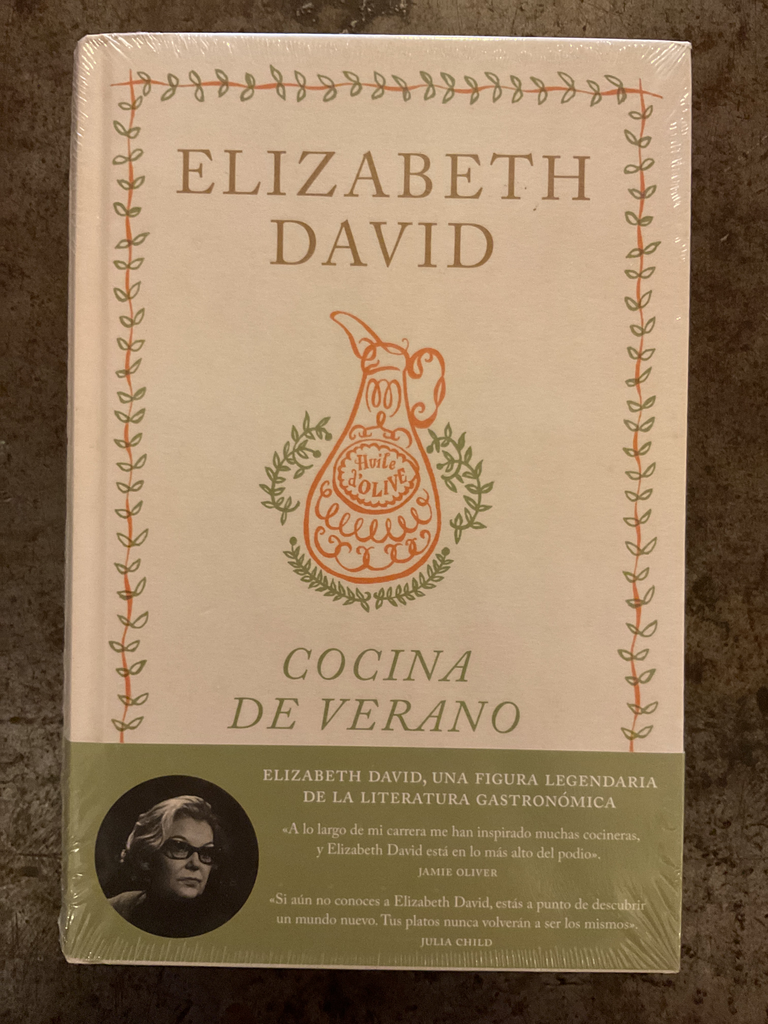 ELIZABETH
DAVID
Huile
d'OLIVE
COCINA
DE VERANO
ELIZABETH DAVID, UNA FIGURA LEGENDARIA
DE LA LITERATURA GASTRONÓMICA
«A lo largo de mi carrera me han inspirado muchas cocineras,
y Elizabeth David está en lo más alto del podio».
JAMIE OLIVER
«Si aún no conoces a Elizabeth David, estás a punto de descubrir
un mundo nuevo. Tus platos nunca volverán a ser los mismos».
JULIA CHILD